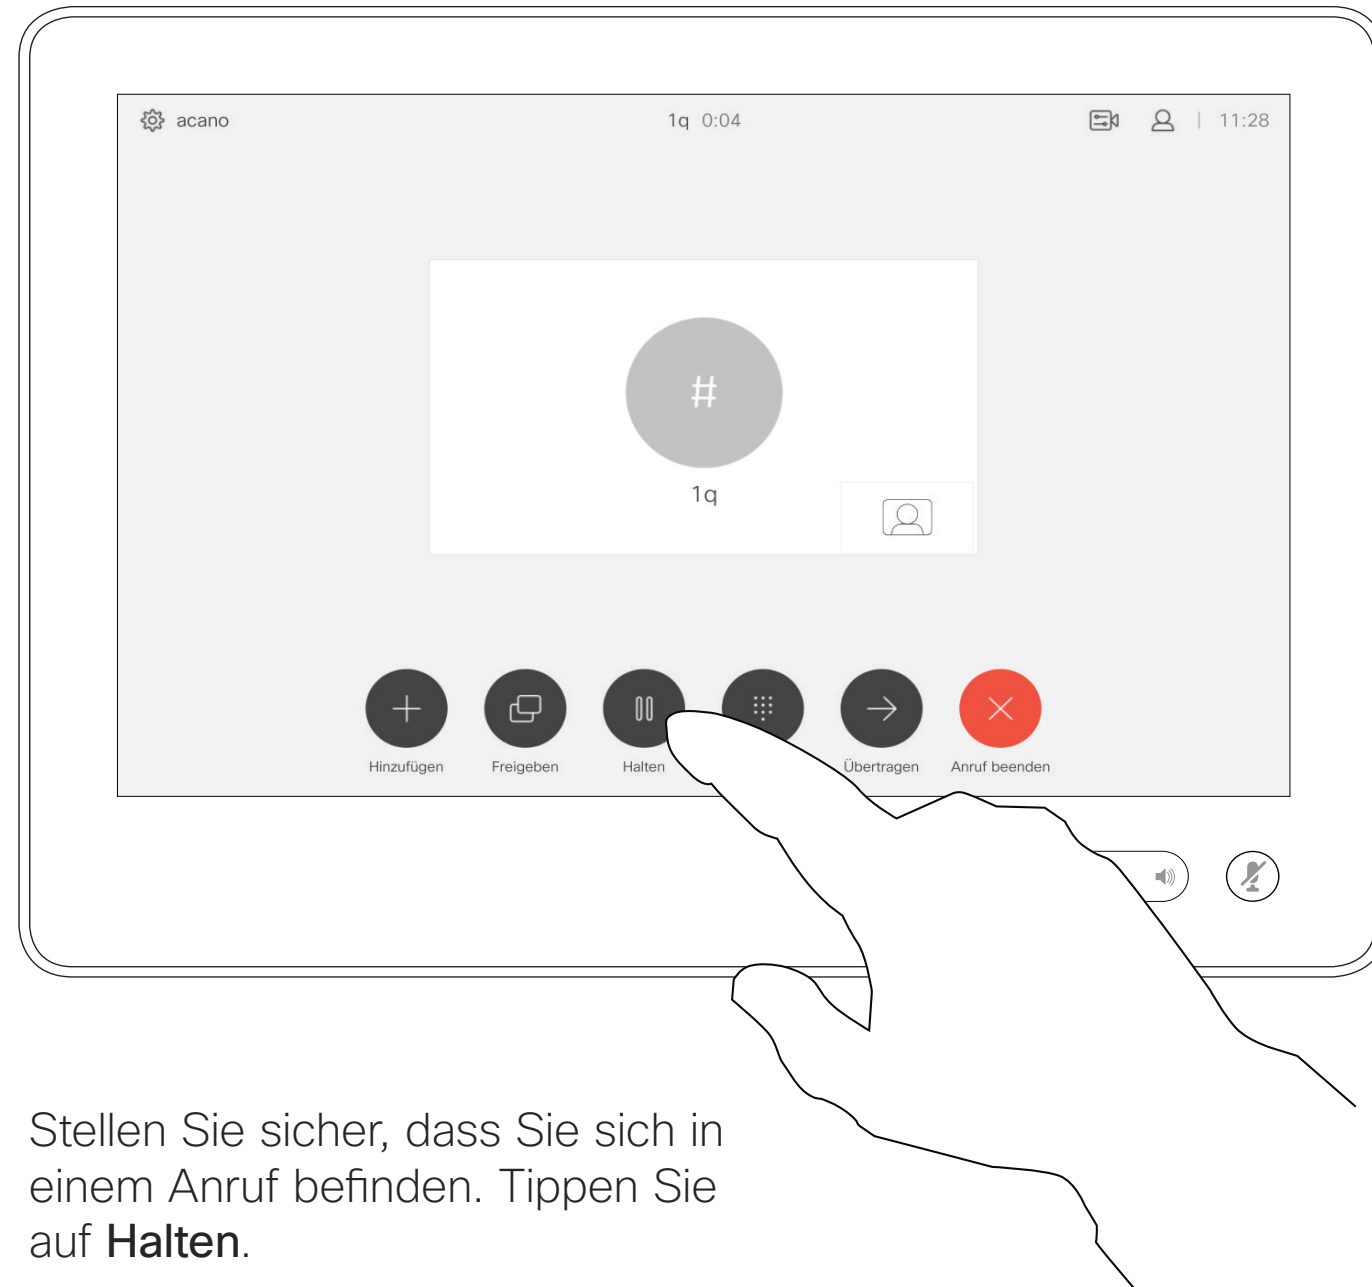 acano 1q 0:04 11:28
#
1q
Hinzufügen Freigeben Halten Übertragen Anruf beenden
Stellen Sie sicher, dass Sie sich in
einem Anruf befinden. Tippen Sie
auf Halten.